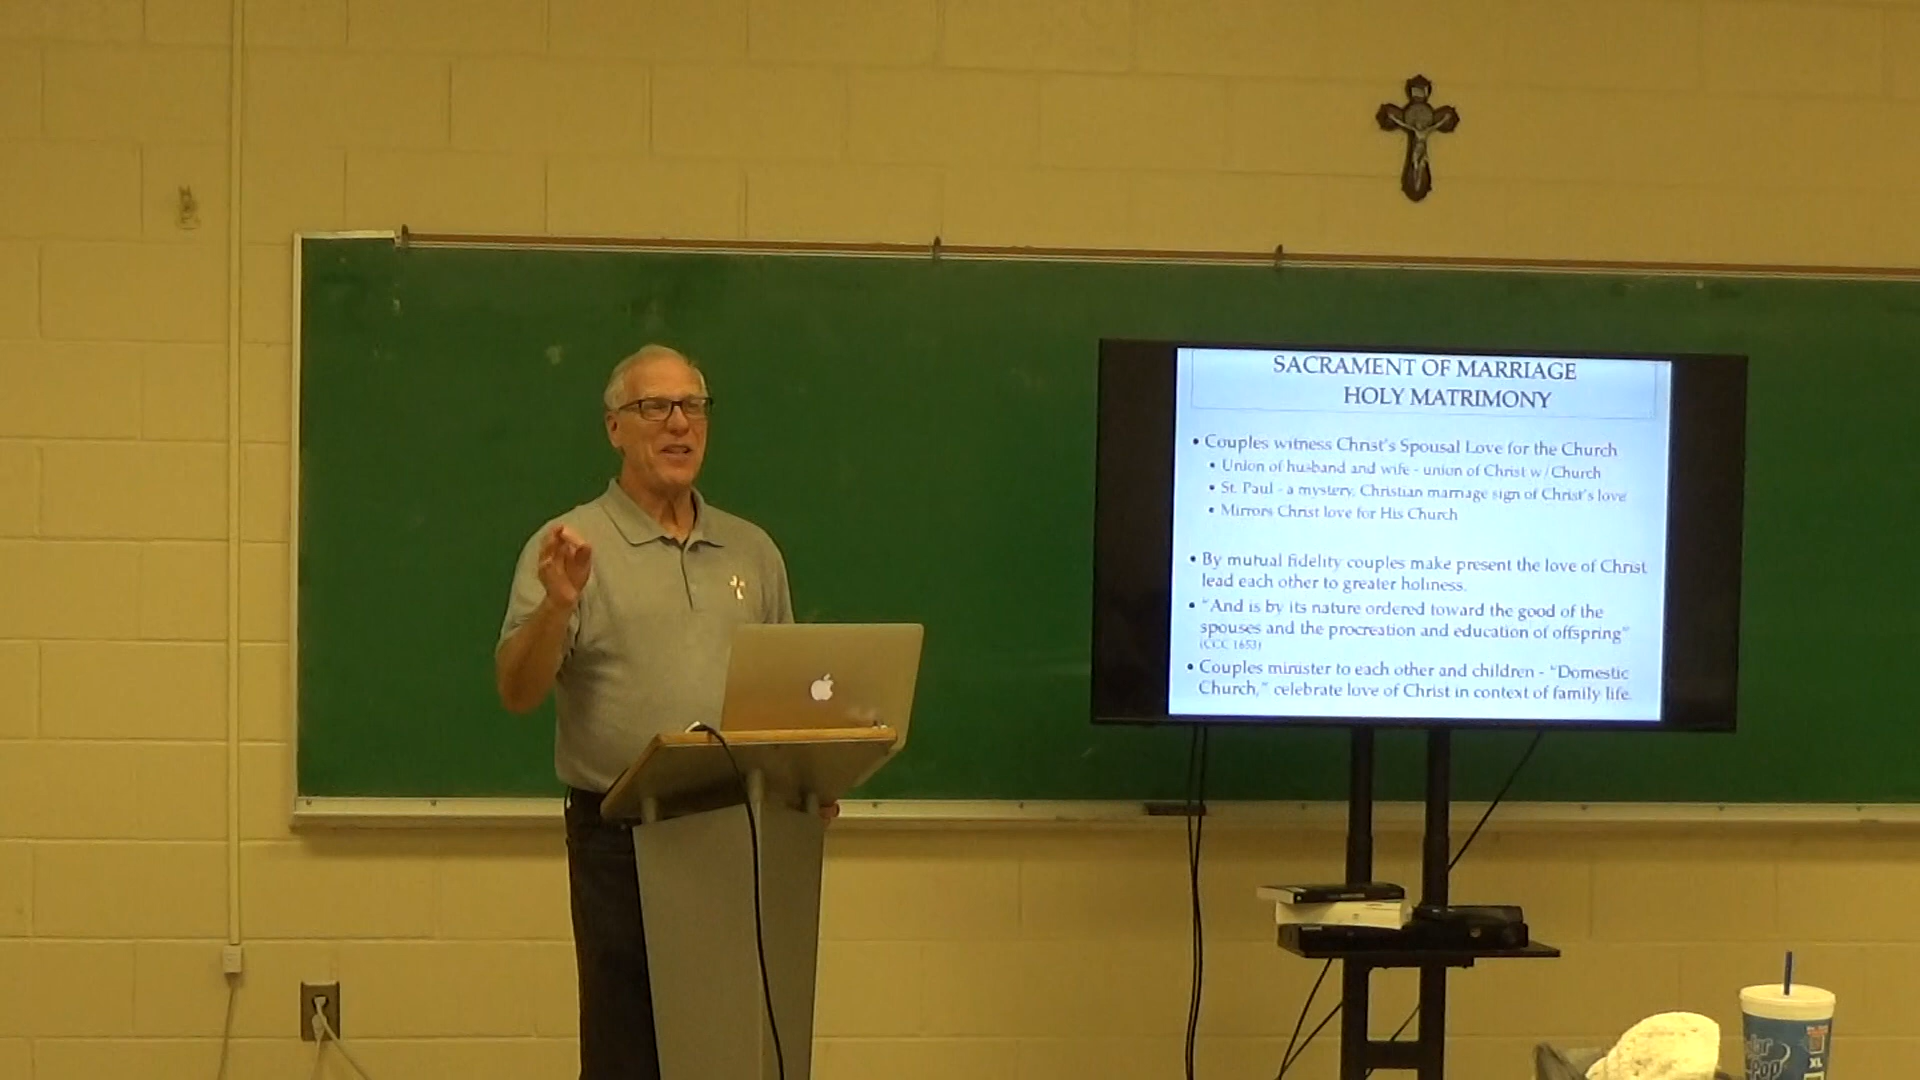 SACRAMENT OF MARRIAGE
HOLY MATRIMONY
• Couples witness Christ's Spousal Love for the Church
• Union of husband and wife - union of Christ w/Church
• St. Paul - a mystery, Christian marriage sign of Christ's love
• Mirrors Christ love for His Church
• By mutual fidelity couples make present the love of Christ
lead each other to greater holiness.
• "And is by its nature ordered toward the good of the
spouses and the procreation and education of offspring"
(CCC 1653)
• Couples minister to each other and children - "Domestic
Church," celebrate love of Christ in context of family life.
Pop
XL